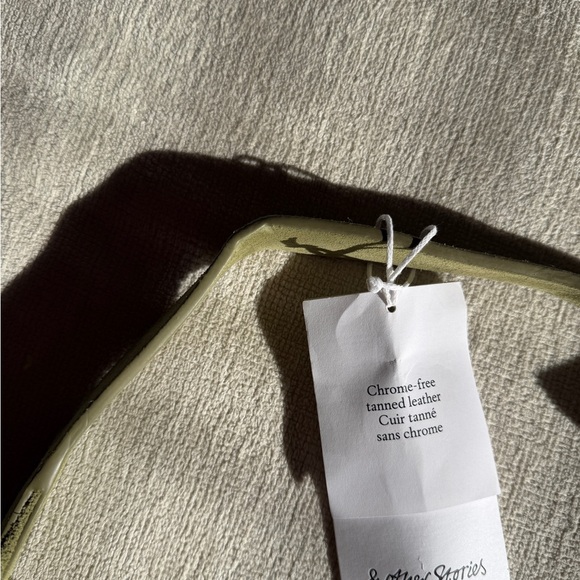 Chrome-free
tanned leather
Cuir tanné
sans chrome
& Other Stories